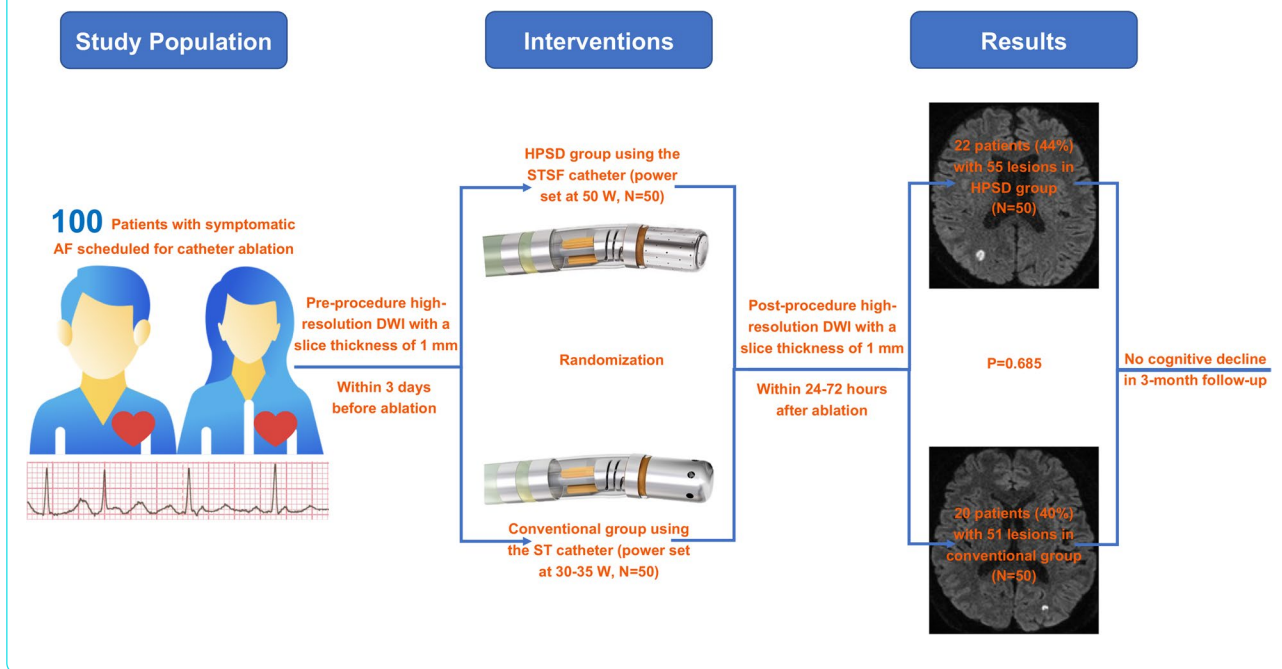 Study Population
Interventions
Results
100 Patients with symptomatic
AF scheduled for catheter ablation
Pre-procedure high-
resolution DWI with a
slice thickness of 1 mm
Within 3 days
before ablation
HPSD group using the
STSF catheter (power
set at 50 W, N=50)
Randomization
Conventional group using
the ST catheter (power set
at 30-35 W, N=50)
Post-procedure high-
resolution DWI with a
slice thickness of 1 mm
Within 24-72 hours
after ablation
22 patients (44%)
with 55 lesions in
HPSD group
(N=50)
P=0.685
20 patients (40%)
with 51 lesions in
conventional group
(N=50)
No cognitive decline
in 3-month follow-up